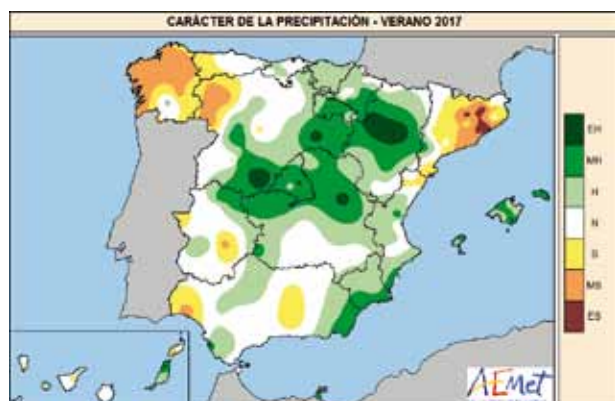 CARÁCTER DE LA PRECIPITACIÓN - VERANO 2017
EH
MH
H
N
S
MS
ES
AEMet